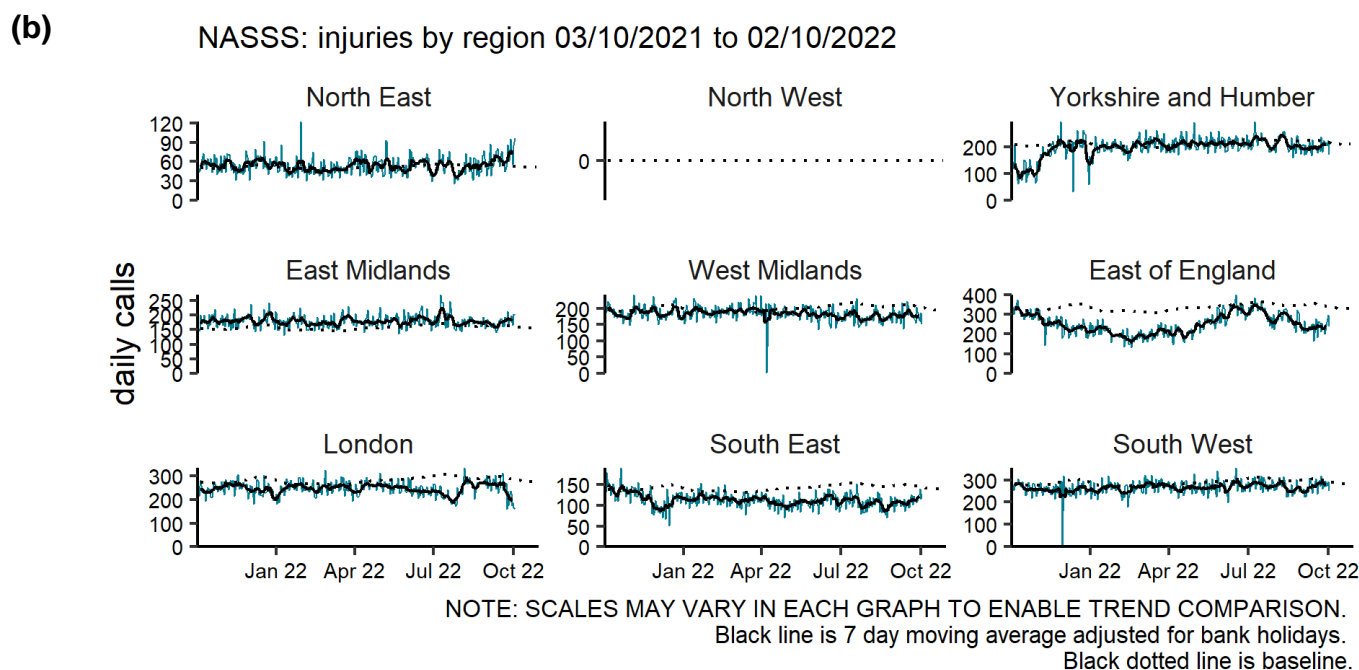 (b)
NASSS: injuries by region 03/10/2021 to 02/10/2022
North East
North West
Yorkshire and Humber
120
90
60
30
0
0
200
100
0
daily calls
East Midlands
West Midlands
East of England
250
200
150
100
50
0
200
150
100
50
0
400
300
200
100
0
London
South East
South West
300
200
100
0
150
100
50
0
300
200
100
0
Jan 22 Apr 22 Jul 22 Oct 22
Jan 22 Apr 22 Jul 22 Oct 22
Jan 22 Apr 22 Jul 22 Oct 22
NOTE: SCALES MAY VARY IN EACH GRAPH TO ENABLE TREND COMPARISON.
Black line is 7 day moving average adjusted for bank holidays.
Black dotted line is baseline.